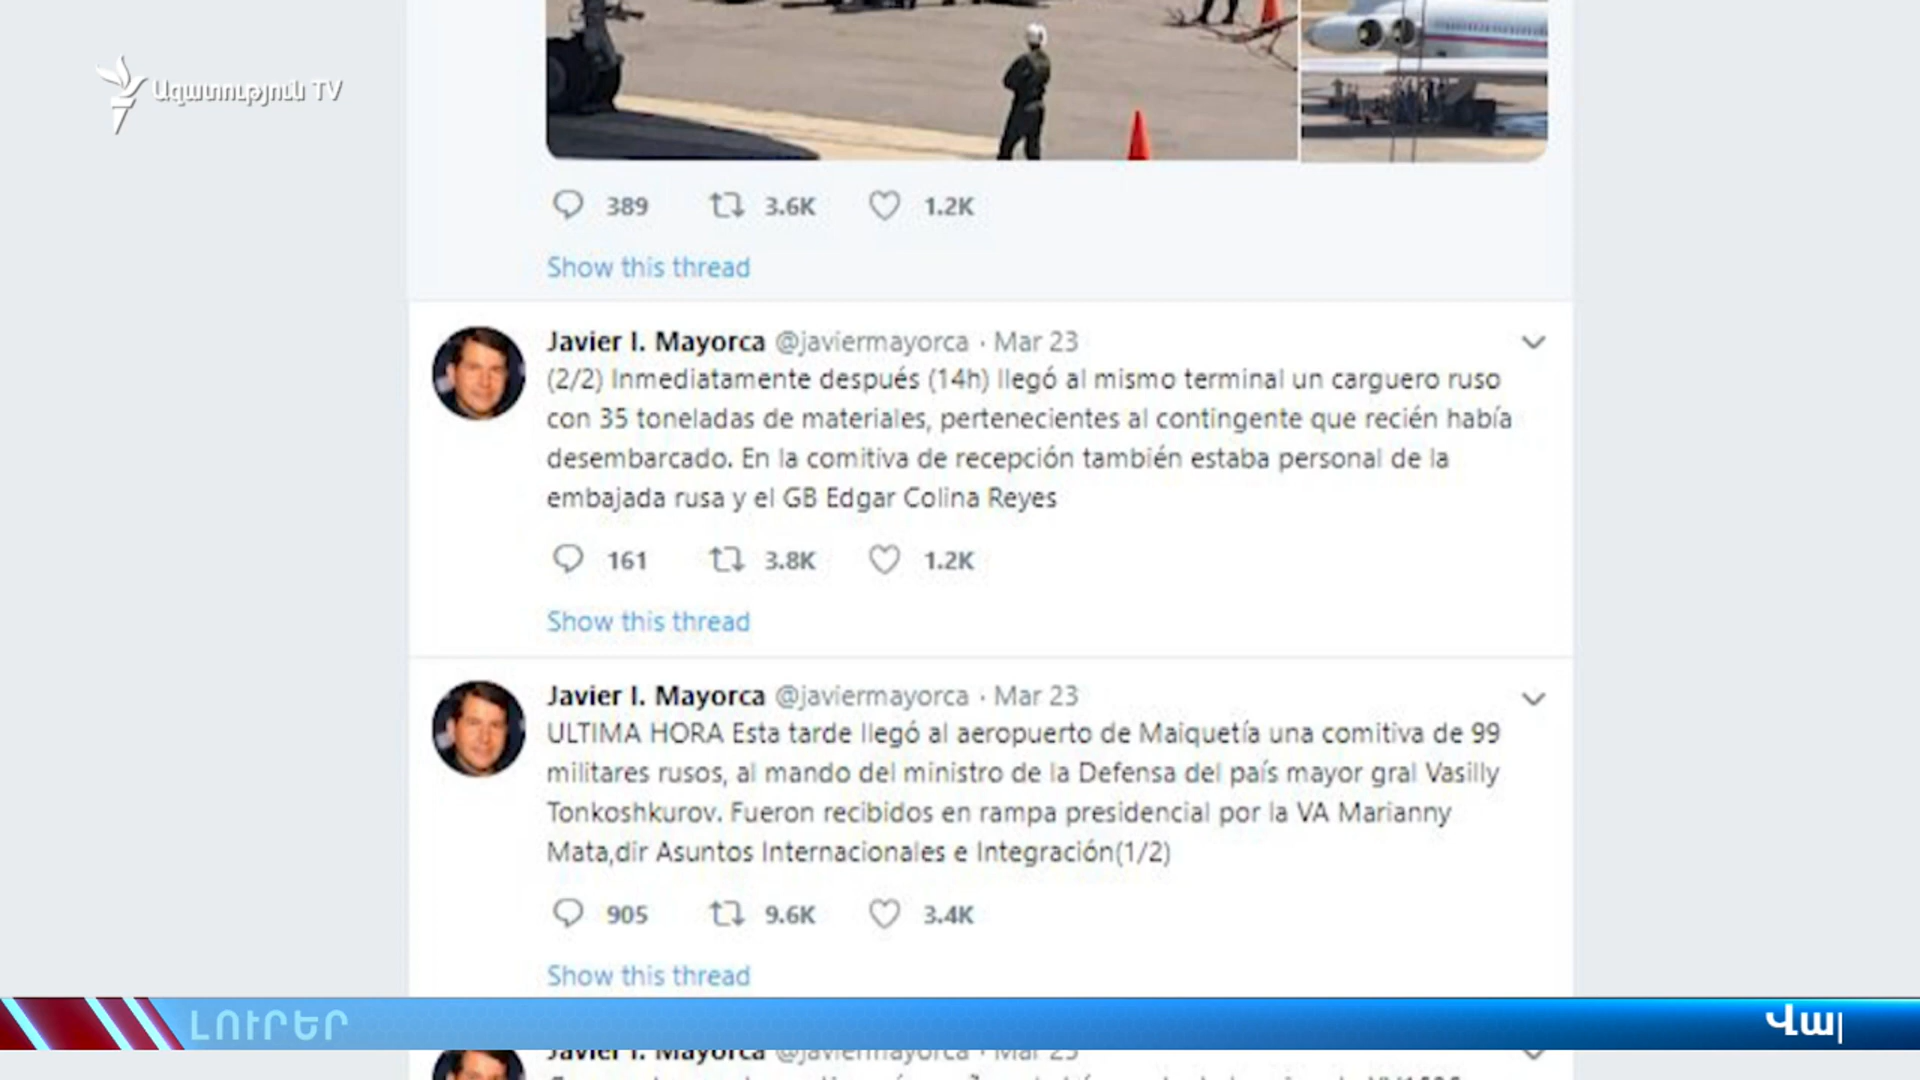 Ազատություն TV
389 3.6K 1.2K
Show this thread
Javier I. Mayorca @javiermayorca · Mar 23
(2/2) Inmediatamente después (14h) llegó al mismo terminal un carguero ruso
con 35 toneladas de materiales, pertenecientes al contingente que recién había
desembarcado. En la comitiva de recepción también estaba personal de la
embajada rusa y el GB Edgar Colina Reyes
161 3.8K 1.2K
Show this thread
Javier I. Mayorca @javiermayorca · Mar 23
ULTIMA HORA Esta tarde llegó al aeropuerto de Maiquetía una comitiva de 99
militares rusos, al mando del ministro de la Defensa del país mayor gral Vasilly
Tonkoshkurov. Fueron recibidos en rampa presidencial por la VA Marianny
Mata,dir Asuntos Internacionales e Integración(1/2)
905 9.6K 3.4K
Show this thread
ԼՈՒՐԵՐ
Վա
Javier I. Mayorca @javiermayorca · Mar 23